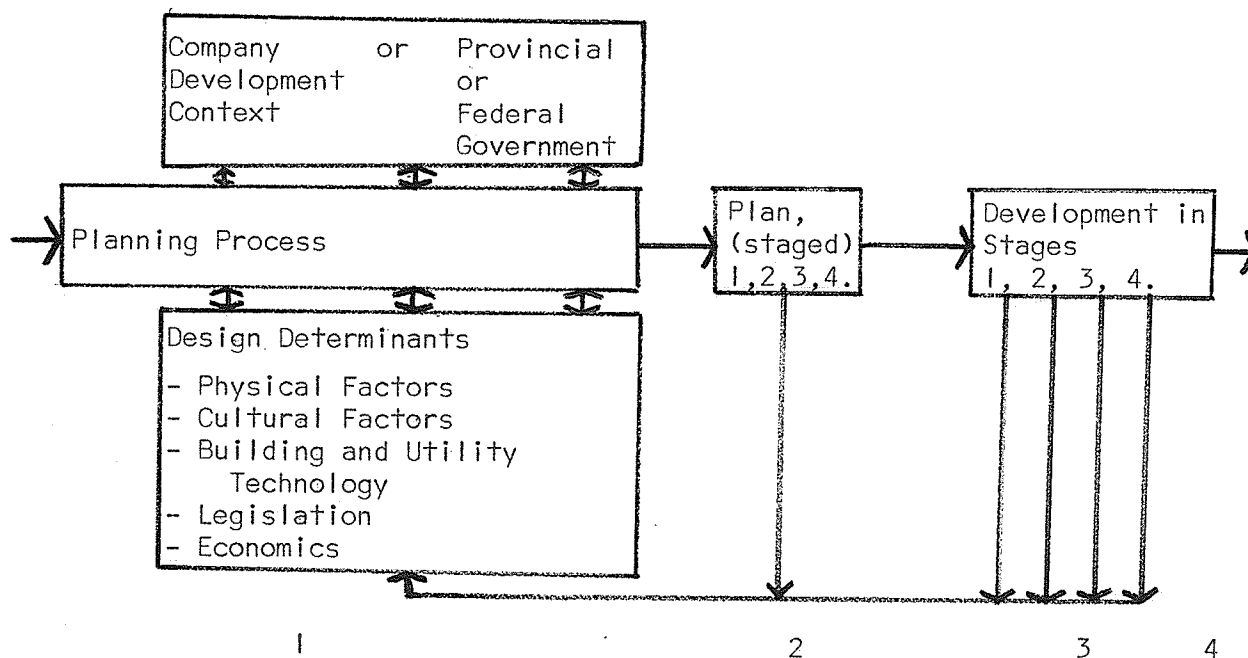 Company or Provincial
Development or
Context Federal
Government
Planning Process
Plan,
(staged)
1,2,3,4.
Development in
Stages
1, 2, 3, 4.
Design Determinants
- Physical Factors
- Cultural Factors
- Building and Utility
Technology
- Legislation
- Economics
1 2 3 4